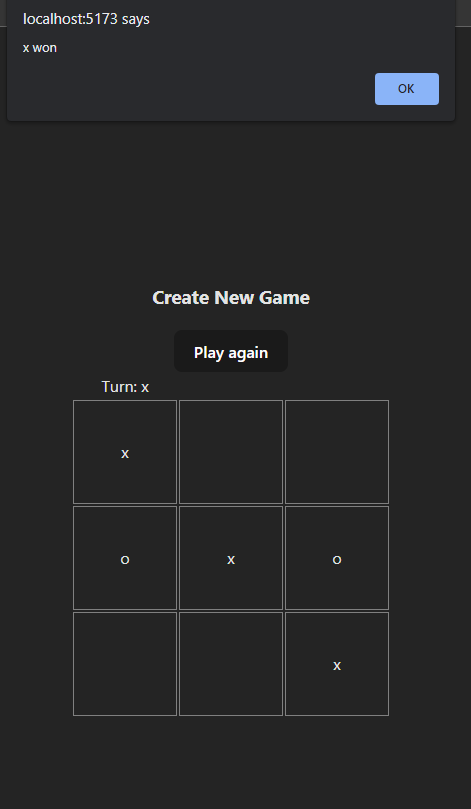 localhost:5173 says
x won
OK
Create New Game
Play again
Turn: x
x
o x o
x